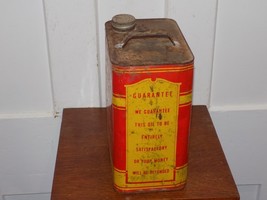 GUARANTEE
WE GUARANTEE
THIS OIL TO BE
ENTIRELY
SATISFACTORY
OR YOUR MONEY
WILL BE REFUNDED